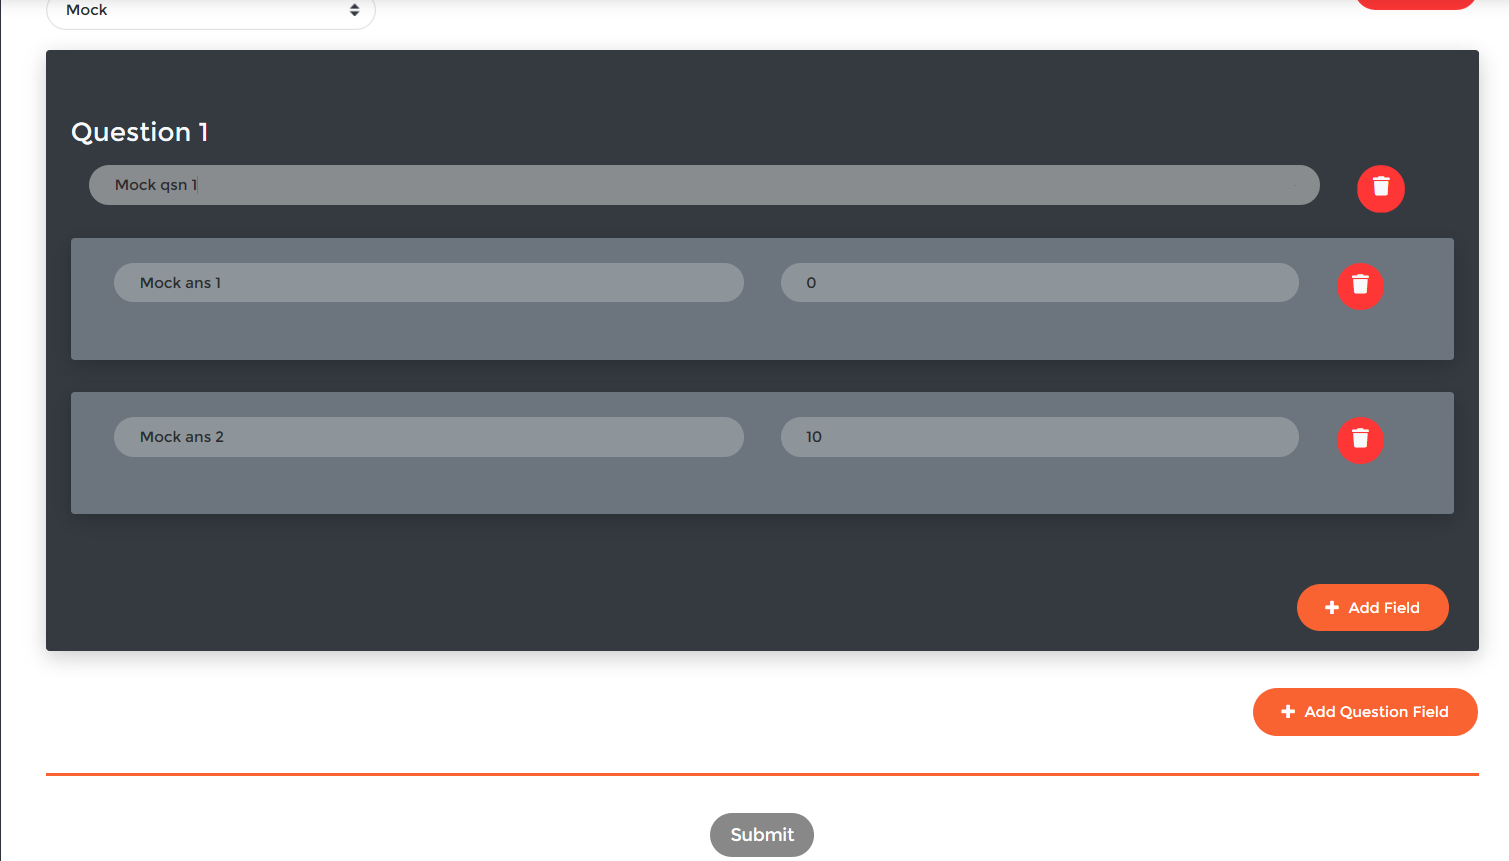 Mock
Question 1
Mock qsn 1
Mock ans 1
0
Mock ans 2
10
Add Field
Add Question Field
Submit